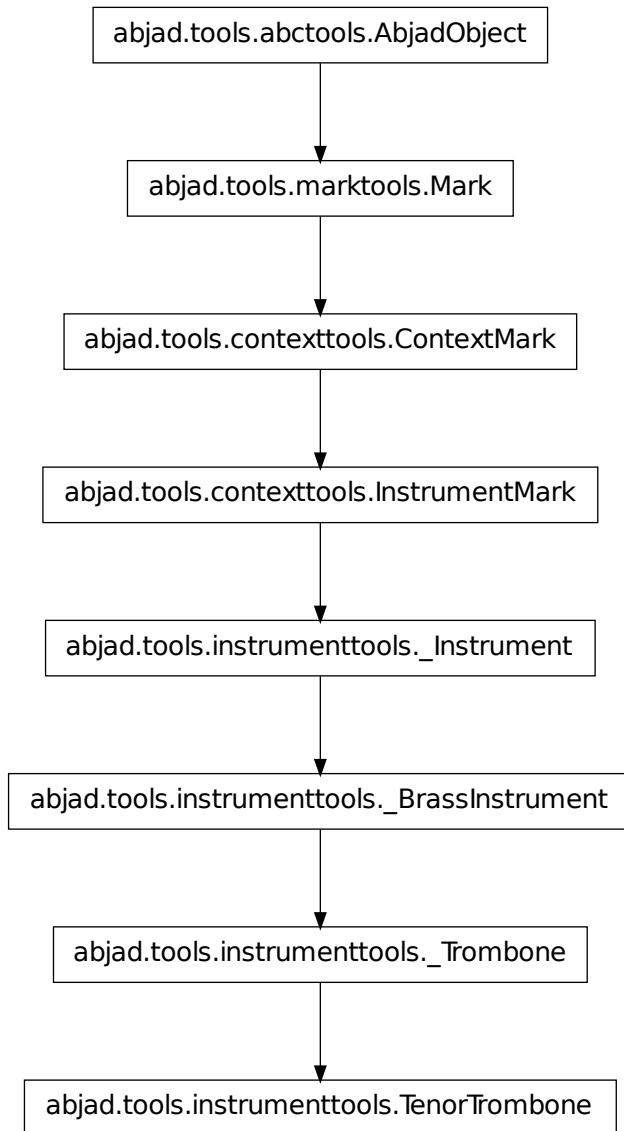 abjad.tools.abctools.AbjadObject
abjad.tools.marktools.Mark
abjad.tools.contexttools.ContextMark
abjad.tools.contexttools.InstrumentMark
abjad.tools.instrumenttools._Instrument
abjad.tools.instrumenttools._BrassInstrument
abjad.tools.instrumenttools._Trombone
abjad.tools.instrumenttools.TenorTrombone